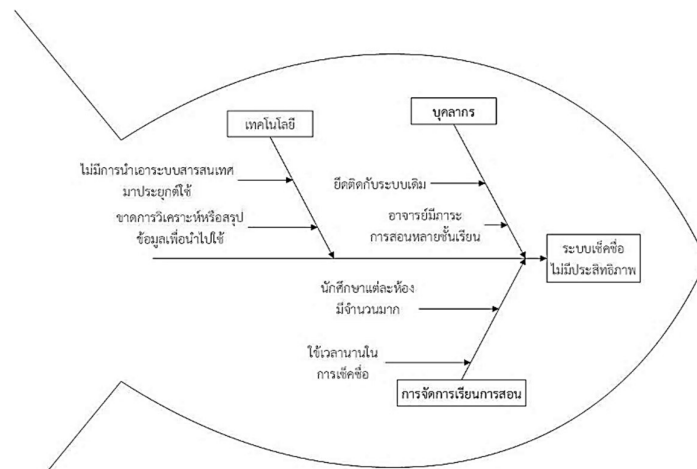 เทคโนโลยี
บุคลากร
ไม่มีการนำเอาระบบสารสนเทศ
มาประยุกต์ใช้
ยึดติดกับระบบเดิม
ขาดการวิเคราะห์หรือสรุป
ข้อมูลเพื่อนำไปใช้
อาจารย์มีภาระ
การสอนหลายชั้นเรียน
ระบบเช็คชื่อ
ไม่มีประสิทธิภาพ
นักศึกษาแต่ละห้อง
มีจำนวนมาก
ใช้เวลานานใน
การเช็คชื่อ
การจัดการเรียนการสอน